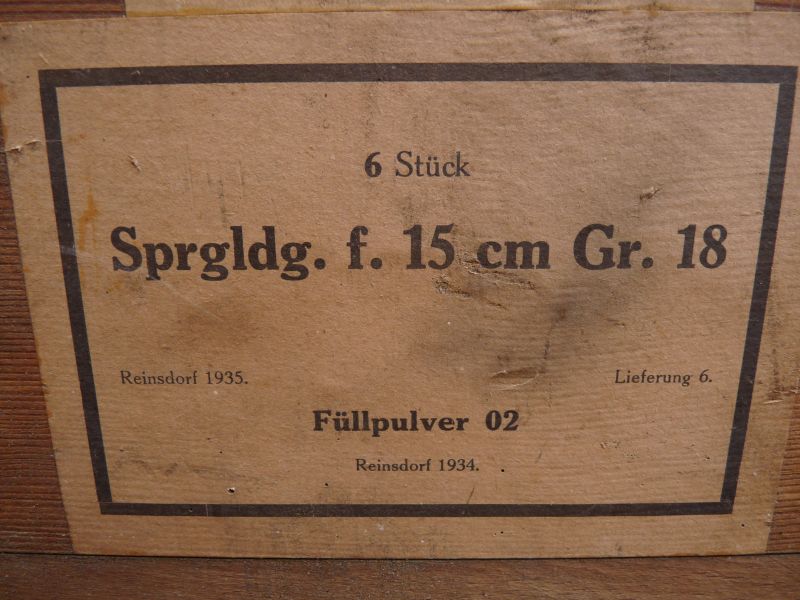 6 Stück
Sprgldg. f. 15 cm Gr. 18
Reinsdorf 1935. Lieferung 6.
Füllpulver 02
Reinsdorf 1934.